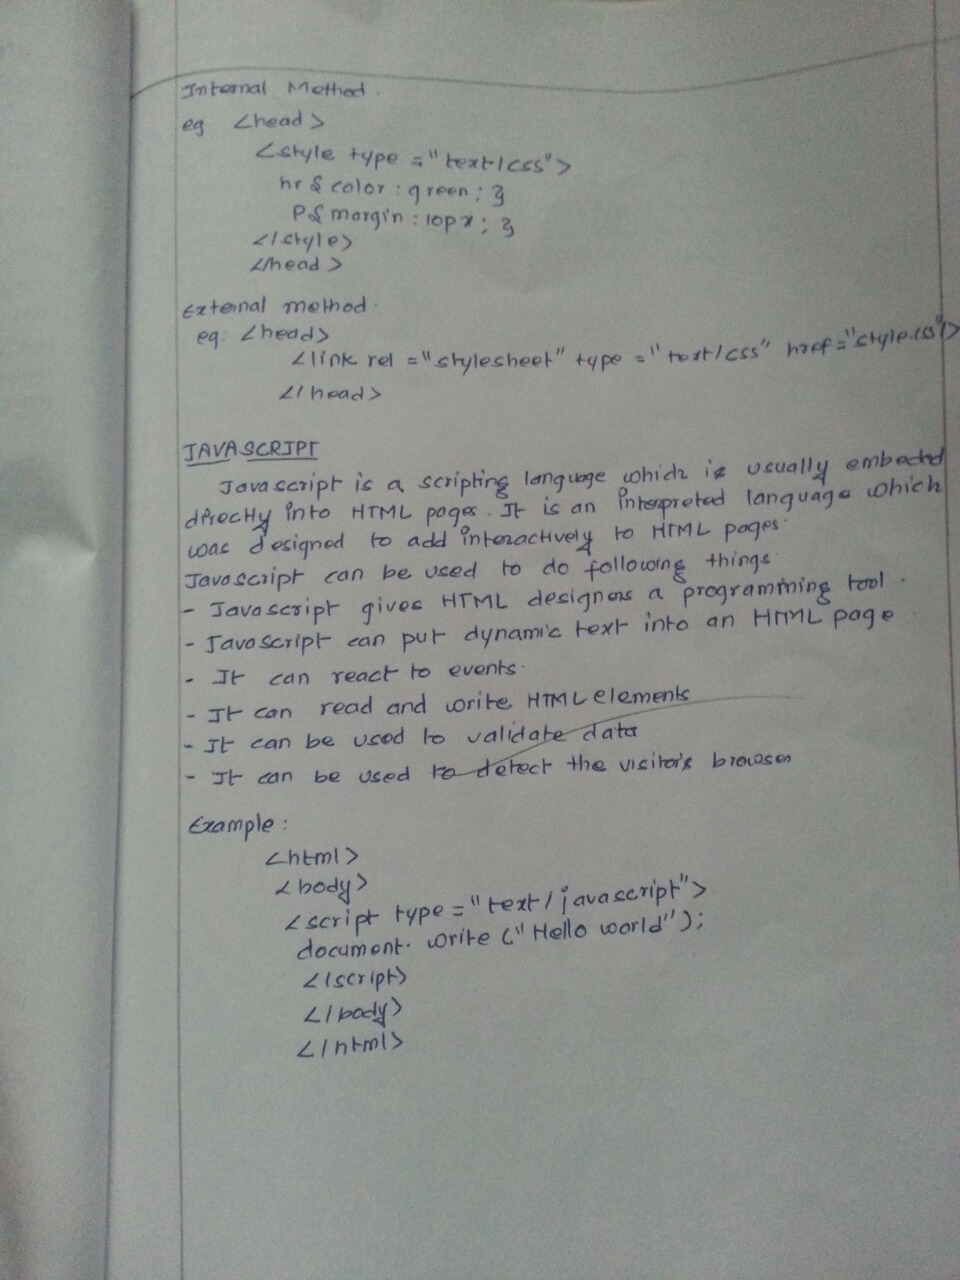 Internal Method.
eg <head>
<style type="text/css">
hr { color: green; }
P{ margin: 10px; }
</style>
</head>
External method.
eg: <head>
<link rel="stylesheet" type="text/css" href="style.css"/>
</head>
JAVASCRIPT
Javascript is a scripting language which is usually embected
directly into HTML pages. It is an interpreted language which
was designed to add interactively to HTML pages.
Javascript can be used to do following things
- Javascript gives HTML designers a programming tool.
- Javascript can put dynamic text into an HTML page
- It can react to events.
- It can read and write HTML elements
- It can be used to validate data
- It can be used to detect the visitor's browser
Example:
<html>
<body>
<script type="text/javascript">
document.write ("Hello world");
</script>
</body>
</html>